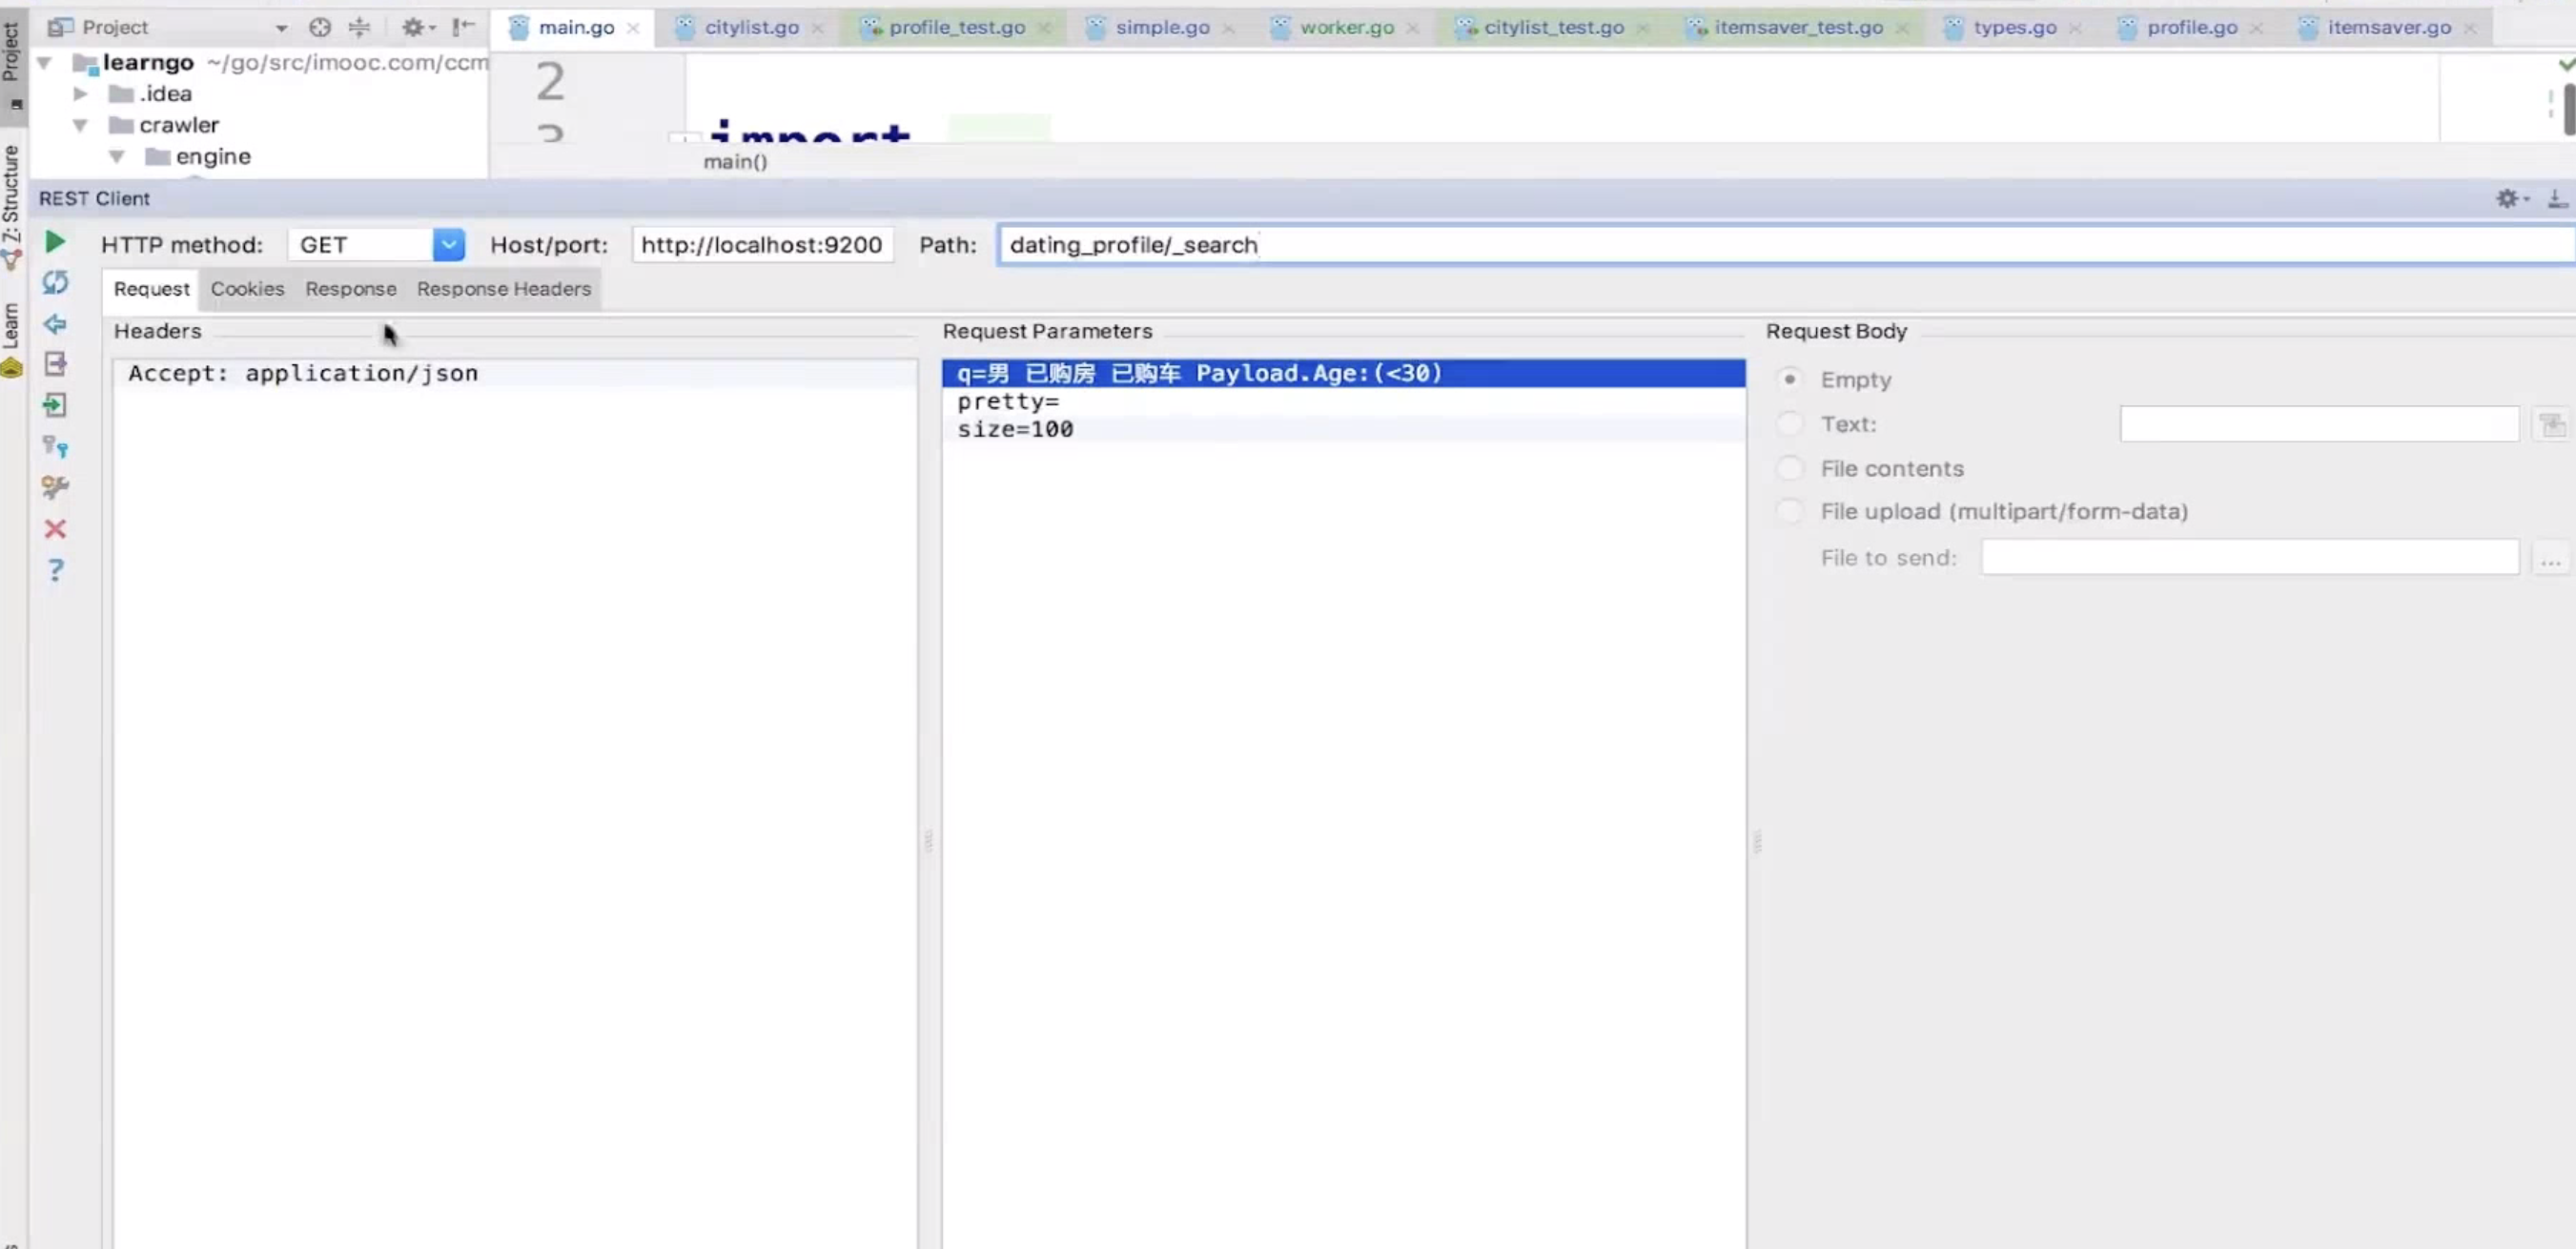 Project
main.go
citylist.go
profile_test.go
simple.go
worker.go
citylist_test.go
itemsaver_test.go
types.go
profile.go
itemsaver.go
Project
learngo ~/go/src/imooc.com/ccm
.idea
crawler
engine
2
3
import
main()
Z: Structure
Learn
REST Client
HTTP method: GET Host/port: http://localhost:9200 Path: dating_profile/_search
Request Cookies Response Response Headers
Headers
Accept: application/json
Request Parameters
q=男 已购房 已购车 Payload.Age:(<30)
pretty=
size=100
Request Body
Empty
Text:
File contents
File upload (multipart/form-data)
File to send:
...